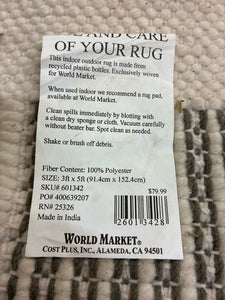 E AND CARE
OF YOUR RUG
This indoor outdoor rug is made from
recycled plastic bottles. Exclusively woven
for World Market.
When used indoor we recommend a rug pad,
available at World Market.
Clean spills immediately by blotting with
a clean dry sponge or cloth. Vacuum carefully
without beater bar. Spot clean as needed.
Shake or brush off debris.
Fiber Content: 100% Polyester
SIZE: 3ft x 5ft (91.4cm x 152.4cm)
SKU# 601342
PO# 400639207
RN# 25326
Made in India
$79.99
26013428
WORLD MARKET®
COST PLUS, INC., ALAMEDA, CA 94501